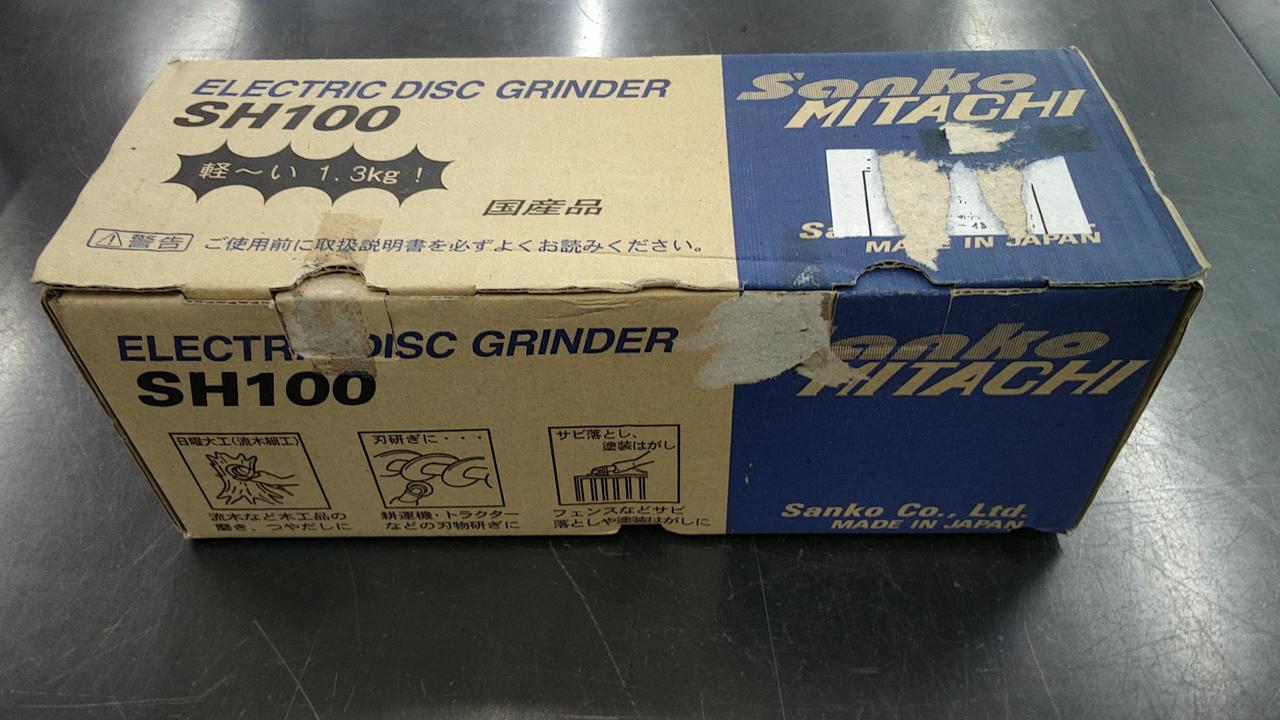 ELECTRIC DISC GRINDER
SH100
軽〜い 1.3kg!
国産品
警告 ご使用前に取扱説明書を必ずよくお読みください。
Sanko
MITACHI
MADE IN JAPAN
ELECTRIC DISC GRINDER
SH100
日曜大工(流木細工)
流木など木工品の
磨き、つやだしに
刃研ぎに・・・
耕運機・トラクター
などの刃物研ぎに
サビ落とし、
塗装はがし
フェンスなどサビ
落としや塗装はがしに
MITACHI
Sanko Co., Ltd.
MADE IN JAPAN